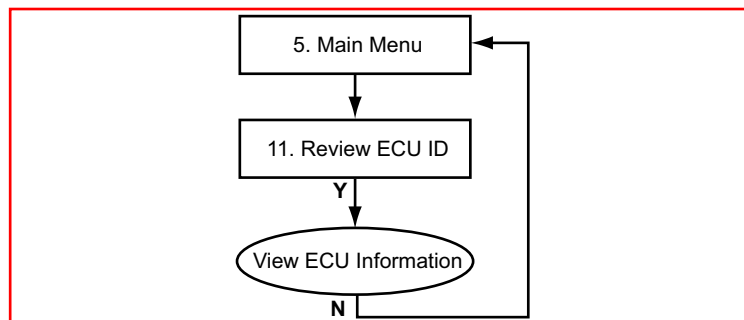 5. Main Menu
11. Review ECU ID
Y
View ECU Information
N